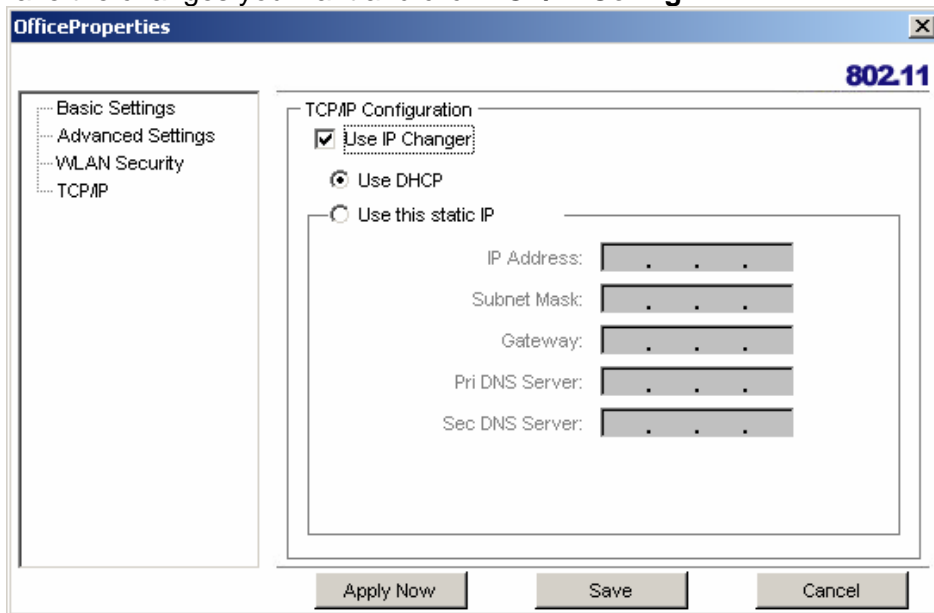 OfficeProperties
802.11
Basic Settings
Advanced Settings
WLAN Security
TCP/IP
TCP/IP Configuration
Use IP Changer
Use DHCP
Use this static IP
IP Address:
Subnet Mask:
Gateway:
Pri DNS Server:
Sec DNS Server:
Apply Now
Save
Cancel